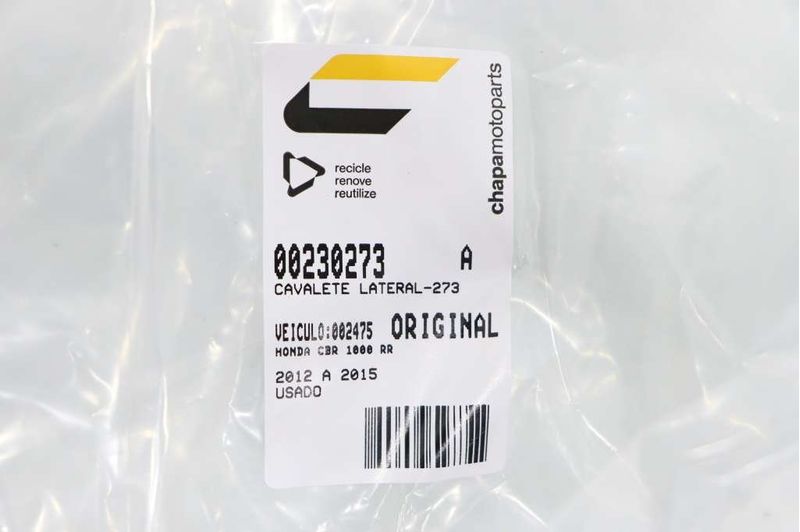 chapamotoparts
recicle
renove
reutilize
00230273 A
CAVALETE LATERAL-273
VEICULO:002475 ORIGINAL
HONDA CBR 1000 RR
2012 A 2015
USADO